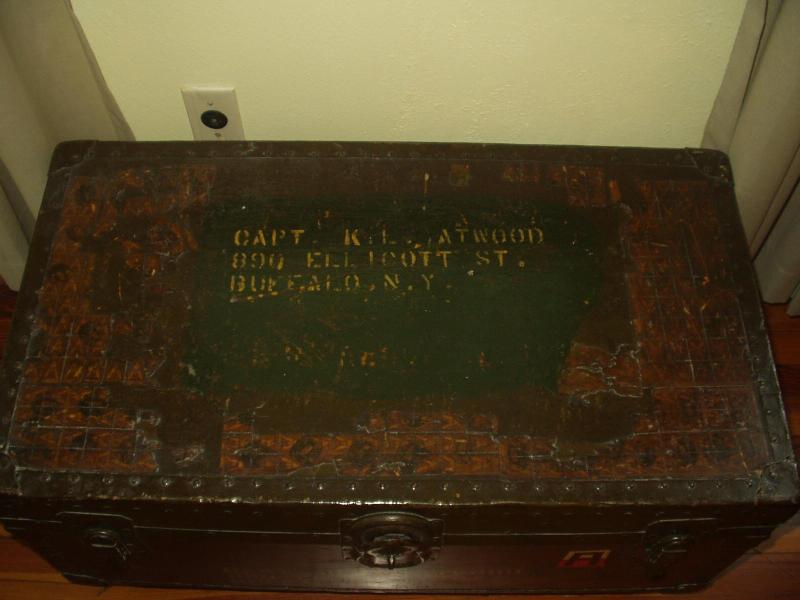 CAPT. K.L. ATWOOD
890 ELLICOTT ST.
BUFFALO, N.Y.
A